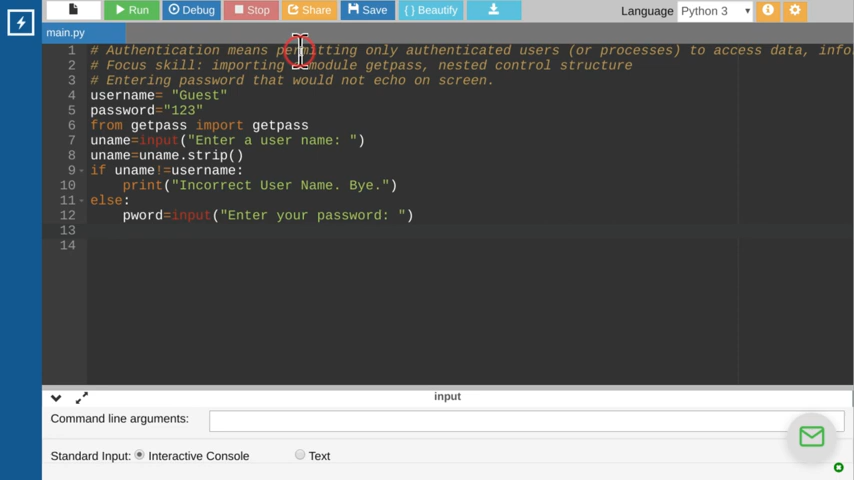 Run Debug Stop Share Save { } Beautify Language Python 3
main.py
1 # Authentication means permitting only authenticated users (or processes) to access data, info
2 # Focus skill: importing module getpass, nested control structure
3 # Entering password that would not echo on screen.
4 username= "Guest"
5 password="123"
6 from getpass import getpass
7 uname=input("Enter a user name: ")
8 uname=uname.strip()
9 if uname!=username:
10 print("Incorrect User Name. Bye.")
11 else:
12 pword=input("Enter your password: ")
13
14
input
Command line arguments:
Standard Input: Interactive Console Text